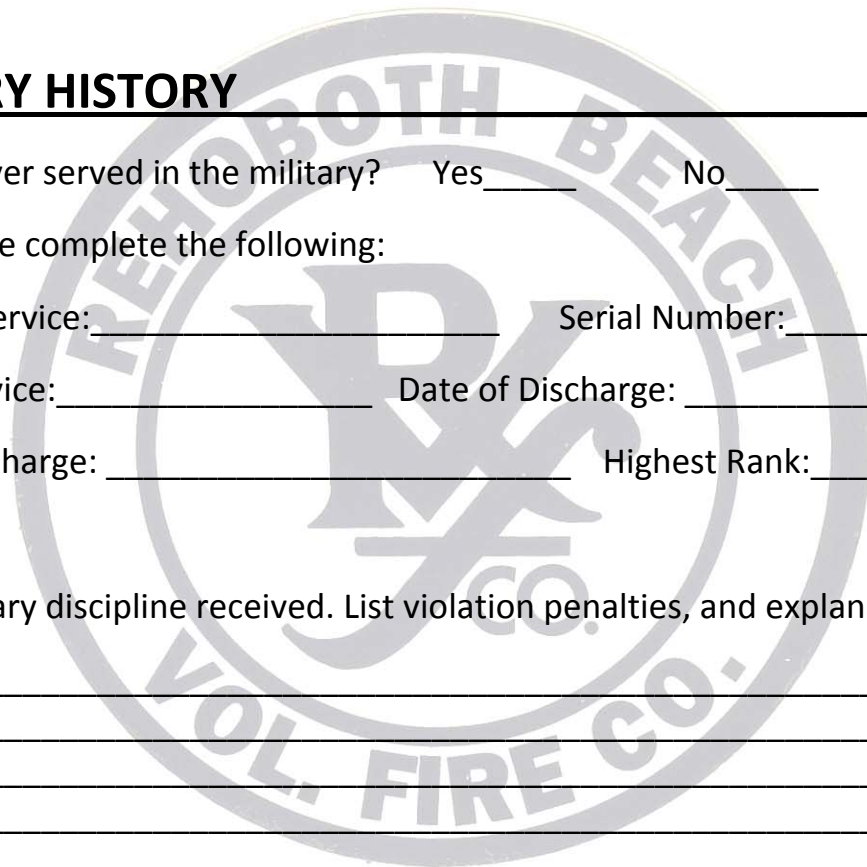 RY HISTORY
ver served in the military? Yes_____ No_____
e complete the following:
ervice:______________________ Serial Number:____
vice:_________________ Date of Discharge: __________
charge: _________________________ Highest Rank:___
ary discipline received. List violation penalties, and explan
REHOBOTH BEACH
CO.
VOL. FIRE CO.